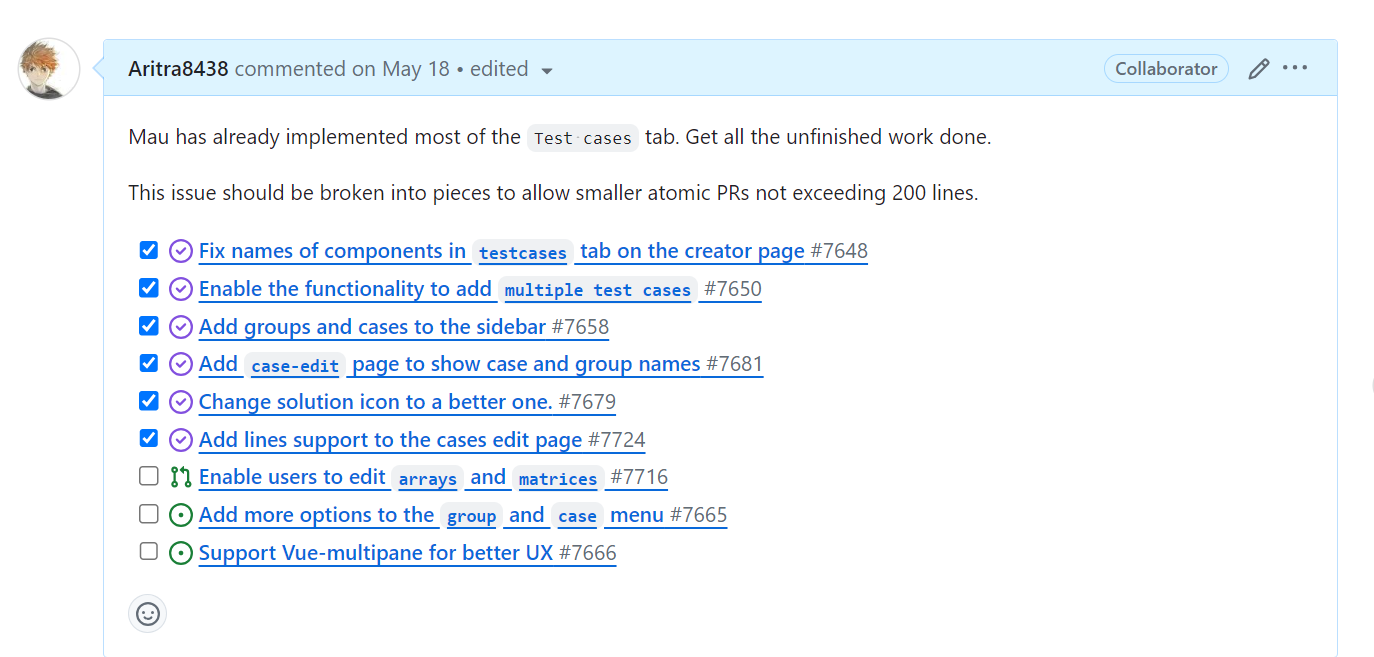 Aritra8438 commented on May 18 • edited
Collaborator
Mau has already implemented most of the Test cases tab. Get all the unfinished work done.
This issue should be broken into pieces to allow smaller atomic PRs not exceeding 200 lines.
Fix names of components in testcases tab on the creator page #7648
Enable the functionality to add multiple test cases #7650
Add groups and cases to the sidebar #7658
Add case-edit page to show case and group names #7681
Change solution icon to a better one. #7679
Add lines support to the cases edit page #7724
Enable users to edit arrays and matrices #7716
Add more options to the group and case menu #7665
Support Vue-multipane for better UX #7666